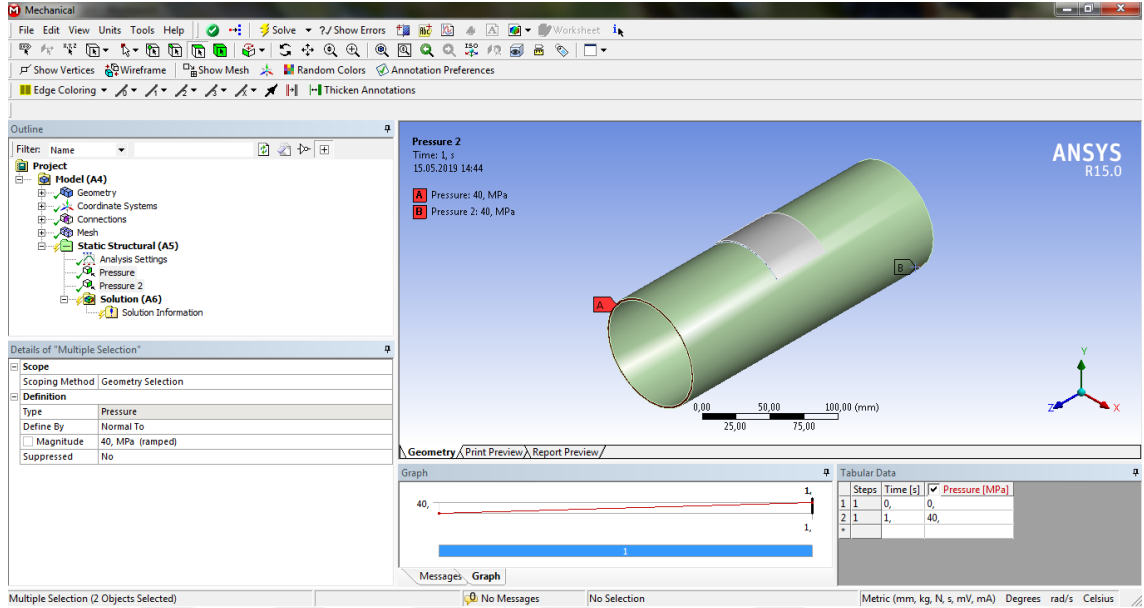 Mechanical
File Edit View Units Tools Help Solve ?./ Show Errors Worksheet
Show Vertices Wireframe Show Mesh Random Colors Annotation Preferences
Edge Coloring Thicken Annotations
Outline
Filter: Name
Project
Model (A4)
Geometry
Coordinate Systems
Connections
Mesh
Static Structural (A5)
Analysis Settings
Pressure
Pressure 2
Solution (A6)
Solution Information
Details of "Multiple Selection"
Scope
Scoping Method Geometry Selection
Definition
Type Pressure
Define By Normal To
Magnitude 40, MPa (ramped)
Suppressed No
Pressure 2
Time: 1, s
15.05.2019 14:44
A Pressure: 40, MPa
B Pressure 2: 40, MPa
ANSYS
R15.0
B
A
0,00 50,00 100,00 (mm)
25,00 75,00
Y
Z X
Geometry Print Preview Report Preview
Graph
1,
40,
1,
1
Messages Graph
Tabular Data
Steps Time [s] Pressure [MPa]
1 1 0, 0,
2 1 1, 40,
*
Multiple Selection (2 Objects Selected) 0 No Messages No Selection Metric (mm, kg, N, s, mV, mA) Degrees rad/s Celsius